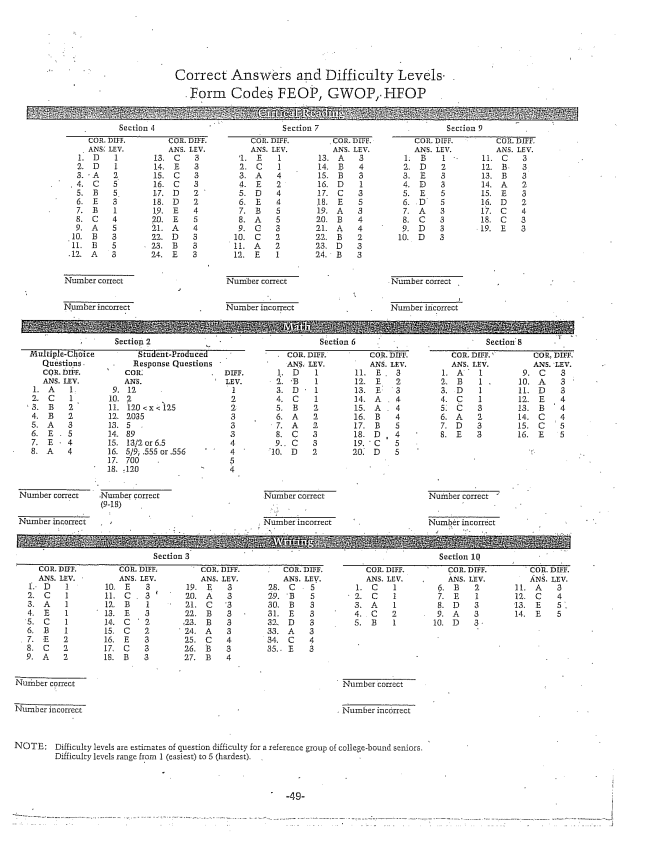 Correct Answers and Difficulty Levels
Form Codes FEOP, GWOP, HFOP
Critical Reading
Section 4 Section 7 Section 9
COR. DIFF. COR. DIFF. COR. DIFF. COR. DIFF. COR. DIFF. COR. DIFF.
ANS. LEV. ANS. LEV. ANS. LEV. ANS. LEV. ANS. LEV. ANS. LEV.
1. D 1 13. C 3 1. E 1 13. A 3 1. B 1 11. C 3
2. D 1 14. E 3 2. C 1 14. B 4 2. D 2 12. B 3
3. A 2 15. C 3 3. A 4 15. B 3 3. E 3 13. B 3
4. C 5 16. C 3 4. E 2 16. D 1 4. D 3 14. A 2
5. B 5 17. D 2 5. D 4 17. C 3 5. E 5 15. E 3
6. E 3 18. D 2 6. E 4 18. E 5 6. D 5 16. D 2
7. B 1 19. E 4 7. B 5 19. A 3 7. A 3 17. C 4
8. C 4 20. E 5 8. A 5 20. B 4 8. C 3 18. C 3
9. A 5 21. A 4 9. C 3 21. A 4 9. D 3 19. E 3
10. B 3 22. D 3 10. C 2 22. B 2 10. D 3
11. B 5 23. B 3 11. A 2 23. D 3
12. A 3 24. E 3 12. E 1 24. B 3
Number correct Number correct Number correct
Number incorrect Number incorrect Number incorrect
Math
Section 2 Section 6 Section 8
Multiple-Choice Student-Produced COR. DIFF. COR. DIFF. COR. DIFF. COR. DIFF.
Questions Response Questions ANS. LEV. ANS. LEV. ANS. LEV. ANS. LEV.
COR. DIFF. COR. DIFF.
ANS. LEV. ANS. LEV.
1. A 1 9. 12 1 1. D 1 11. E 3 1. A 1 9. C 3
2. C 1 10. 2 2 2. B 1 12. E 2 2. B 1 10. A 3
3. B 2 11. 120 < x < 125 2 3. D 1 13. C 3 3. D 1 11. D 3
4. B 2 12. 2035 3 4. C 1 14. A 4 4. C 1 12. E 4
5. A 3 13. 5 3 5. B 2 15. A 4 5. C 3 13. B 4
6. E 5 14. 89 3 6. A 2 16. B 4 6. A 2 14. C 4
7. E 4 15. 13/2 or 6.5 4 7. A 2 17. B 5 7. D 3 15. C 5
8. A 4 16. 5/9, .555 or .556 4 8. C 3 18. D 4 8. E 3 16. E 5
17. 700 5 9. C 3 19. C 5
18. 120 4 10. D 2 20. D 5
Number correct Number correct Number correct Number correct
(9-18)
Number incorrect Number incorrect Number incorrect
Writing
Section 3 Section 10
COR. DIFF. COR. DIFF. COR. DIFF. COR. DIFF. COR. DIFF. COR. DIFF. COR. DIFF.
ANS. LEV. ANS. LEV. ANS. LEV. ANS. LEV. ANS. LEV. ANS. LEV. ANS. LEV.
1. D 1 10. E 3 19. E 3 28. C 5 1. C 1 6. B 2 11. A 3
2. C 1 11. C 3 20. A 3 29. B 5 2. C 1 7. E 1 12. C 4
3. A 1 12. B 1 21. C 3 30. B 3 3. A 1 8. D 3 13. E 5
4. E 1 13. E 3 22. B 3 31. E 3 4. C 2 9. A 3 14. E 5
5. C 1 14. C 2 23. B 3 32. D 3 5. B 1 10. D 3
6. B 1 15. C 2 24. A 3 33. A 3
7. E 2 16. E 3 25. C 4 34. C 4
8. C 2 17. C 3 26. B 3 35. E 3
9. A 2 18. B 3 27. B 4
Number correct Number correct
Number incorrect Number incorrect
NOTE: Difficulty levels are estimates of question difficulty for a reference group of college-bound seniors.
Difficulty levels range from 1 (easiest) to 5 (hardest).
-49-